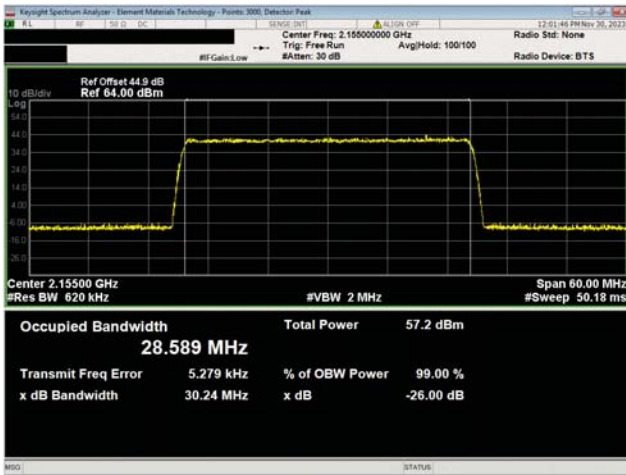 Keysight Spectrum Analyzer - Element Materials Technology - Points: 3000, Detector: Peak
RL RF 50 Ω DC SENSE:INT ALIGN OFF 12:01:46 PM Nov 30, 2023
Center Freq: 2.155000000 GHz Radio Std: None
Trig: Free Run Avg|Hold: 100/100
#IFGain:Low #Atten: 30 dB Radio Device: BTS
Ref Offset 44.9 dB
10 dB/div Ref 64.00 dBm
Log
54.0
44.0
34.0
24.0
14.0
4.00
-6.00
-16.0
-26.0
Center 2.15500 GHz Span 60.00 MHz
#Res BW 620 kHz #VBW 2 MHz #Sweep 50.18 ms
Occupied Bandwidth Total Power 57.2 dBm
28.589 MHz
Transmit Freq Error 5.279 kHz % of OBW Power 99.00 %
x dB Bandwidth 30.24 MHz x dB -26.00 dB
MSG STATUS